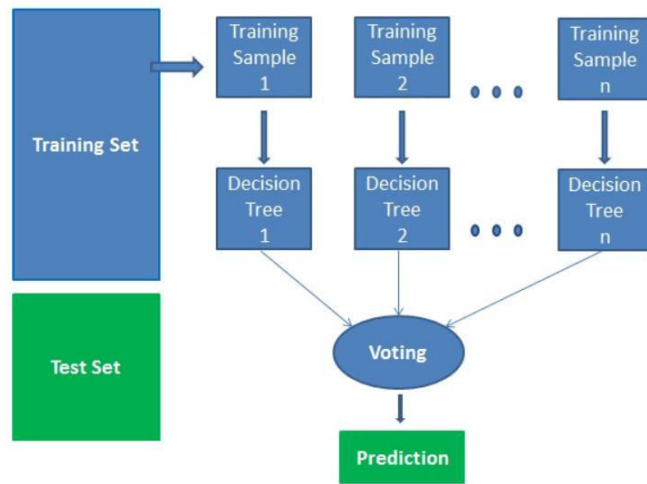 Training Set
Training
Sample
1
Training
Sample
2
Training
Sample
n
Decision
Tree
1
Decision
Tree
2
Decision
Tree
n
Test Set
Voting
Prediction